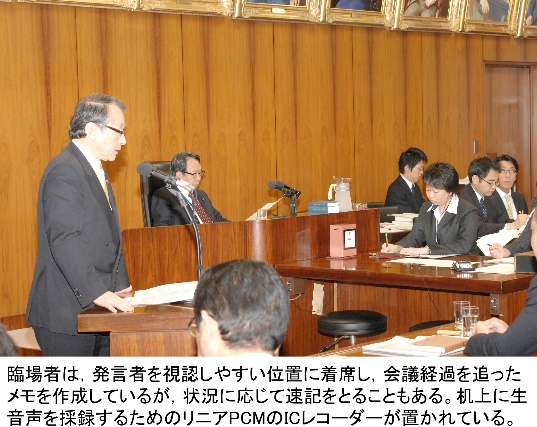 臨場者は，発言者を視認しやすい位置に着席し，会議経過を追った
メモを作成しているが，状況に応じて速記をとることもある。机上に生
音声を採録するためのリニアPCMのICレコーダーが置かれている。